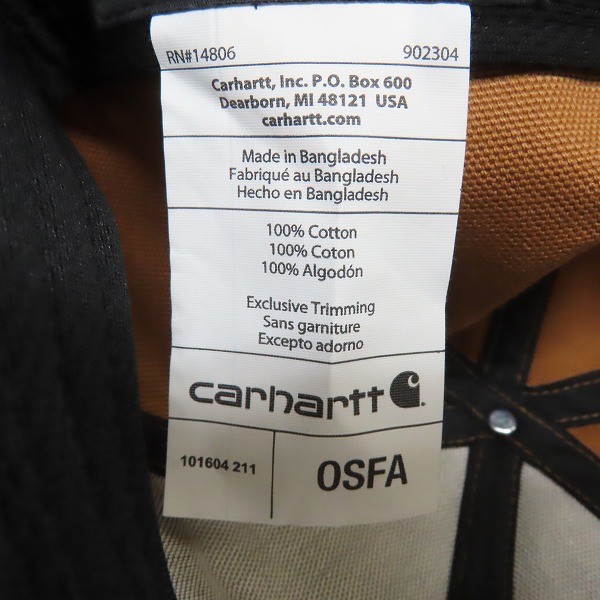 RN#14806 902304
Carhartt, Inc. P.O. Box 600
Dearborn, MI 48121 USA
carhartt.com
Made in Bangladesh
Fabriqué au Bangladesh
Hecho en Bangladesh
100% Cotton
100% Coton
100% Algodón
Exclusive Trimming
Sans garniture
Excepto adorno
carhartt
101604 211 OSFA